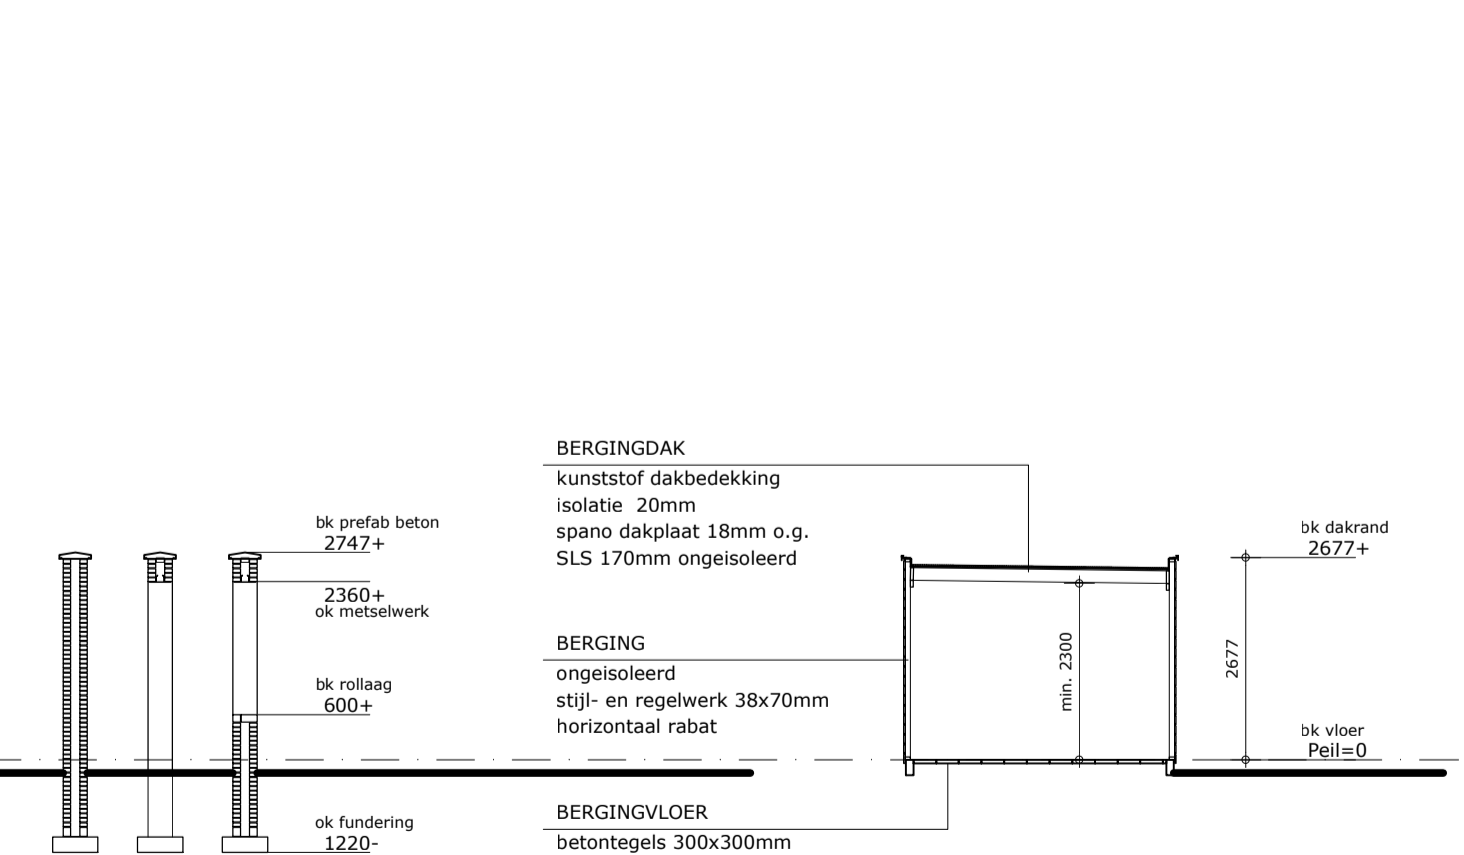 BERGINGDAK
kunststof dakbedekking
isolatie  20mm
spano dakplaat 18mm o.g.
SLS 170mm ongeisoleerd
bk prefab beton
2747+
2360+
ok metselwerk
bk rollaag
600+
ok fundering
1220-
BERGING
ongeisoleerd
stijl- en regelwerk 38x70mm
horizontaal rabat
BERGINGVLOER
betontegels 300x300mm
min. 2300
2677
bk dakrand
2677+
bk vloer
Peil=0